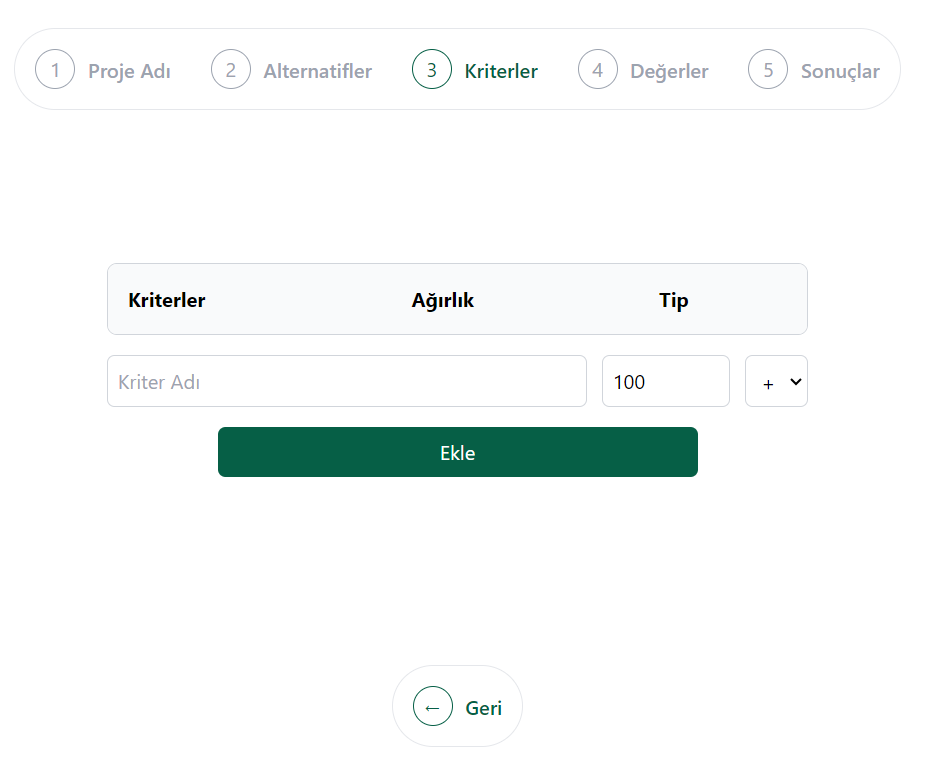 1 Proje Adı 2 Alternatifler 3 Kriterler 4 Değerler 5 Sonuçlar
Kriterler Ağırlık Tip
Kriter Adı 100 +
Ekle
← Geri